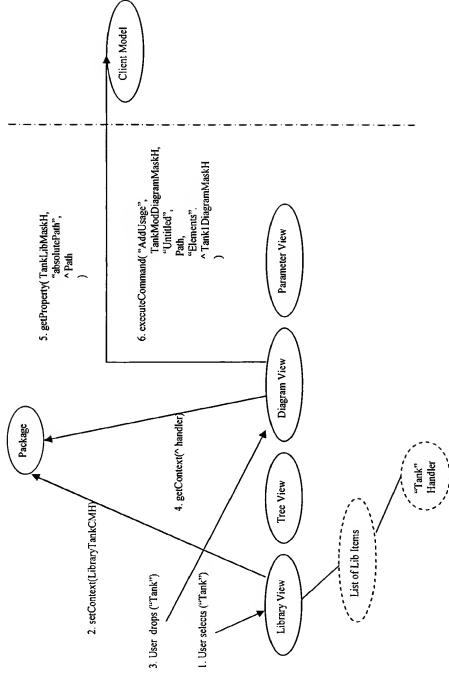 Client Model
5. getProperty( TankLibMaskH,
"absolutePath",
^ Path
)
6. executeCommand( "AddUsage",
TankModDiagramMaskH,
"Untitled",
Path,
"Elements".
^ Tank1DiagramMaskH
)
Package
4. getContext(^ handler)
2. setContext(LibraryTankCMH)
3. User drops ("Tank")
1. User selects ("Tank")
Library View
Tree View
Diagram View
Parameter View
List of Lib Items
"Tank"
Handler